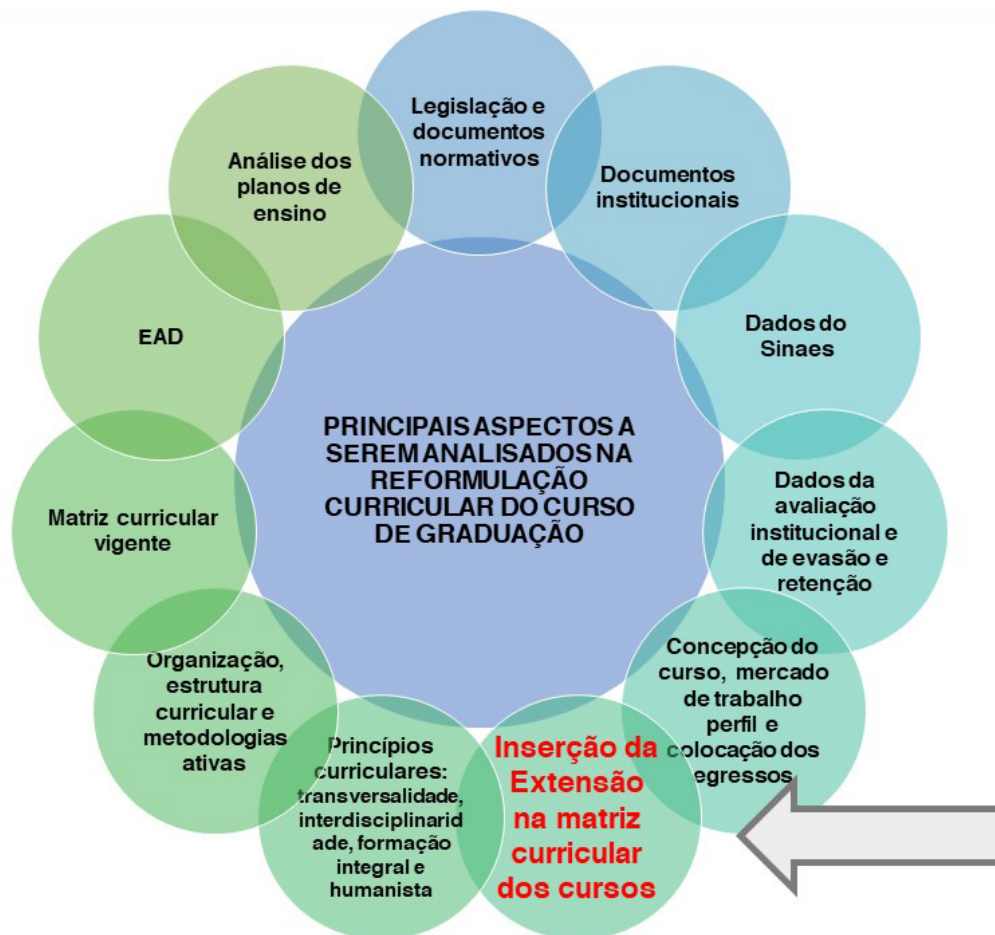 PRINCIPAIS ASPECTOS A
SEREM ANALISADOS NA
REFORMULAÇÃO
CURRICULAR DO CURSO
DE GRADUAÇÃO
Legislação e
documentos
normativos
Documentos
institucionais
Dados do
Sinaes
Dados da
avaliação
institucional e
de evasão e
retenção
Concepção do
curso, mercado
de trabalho
perfil e
colocação dos
egressos
Inserção da
Extensão
na matriz
curricular
dos cursos
Princípios
curriculares:
transversalidade,
interdisciplinarid
ade, formação
integral e
humanista
Organização,
estrutura
curricular e
metodologias
ativas
Matriz curricular
vigente
EAD
Análise dos
planos de
ensino